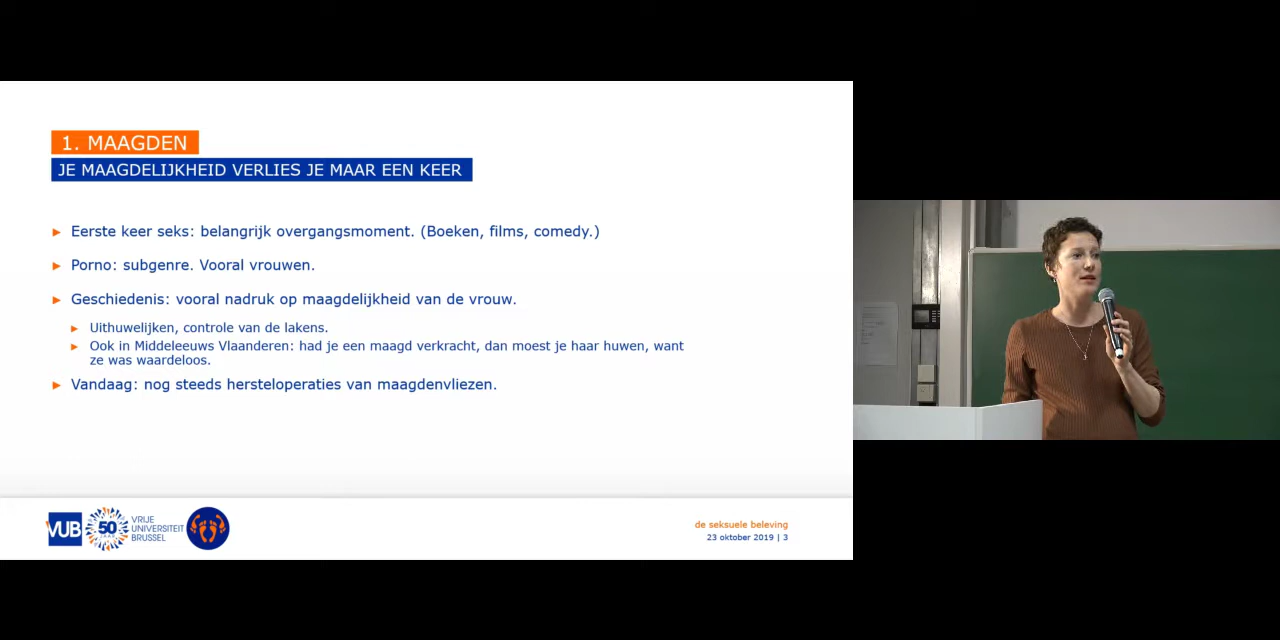 1. MAAGDEN
JE MAAGDELIJKHEID VERLIES JE MAAR EEN KEER
► Eerste keer seks: belangrijk overgangsmoment. (Boeken, films, comedy.)
► Porno: subgenre. Vooral vrouwen.
► Geschiedenis: vooral nadruk op maagdelijkheid van de vrouw.
► Uithuwelijken, controle van de lakens.
► Ook in Middeleeuws Vlaanderen: had je een maagd verkracht, dan moest je haar huwen, want
ze was waardeloos.
► Vandaag: nog steeds hersteloperaties van maagdenvliezen.
VUB
50
JAAR
VRIJE
UNIVERSITEIT
BRUSSEL
de seksuele beleving
23 oktober 2019 | 3